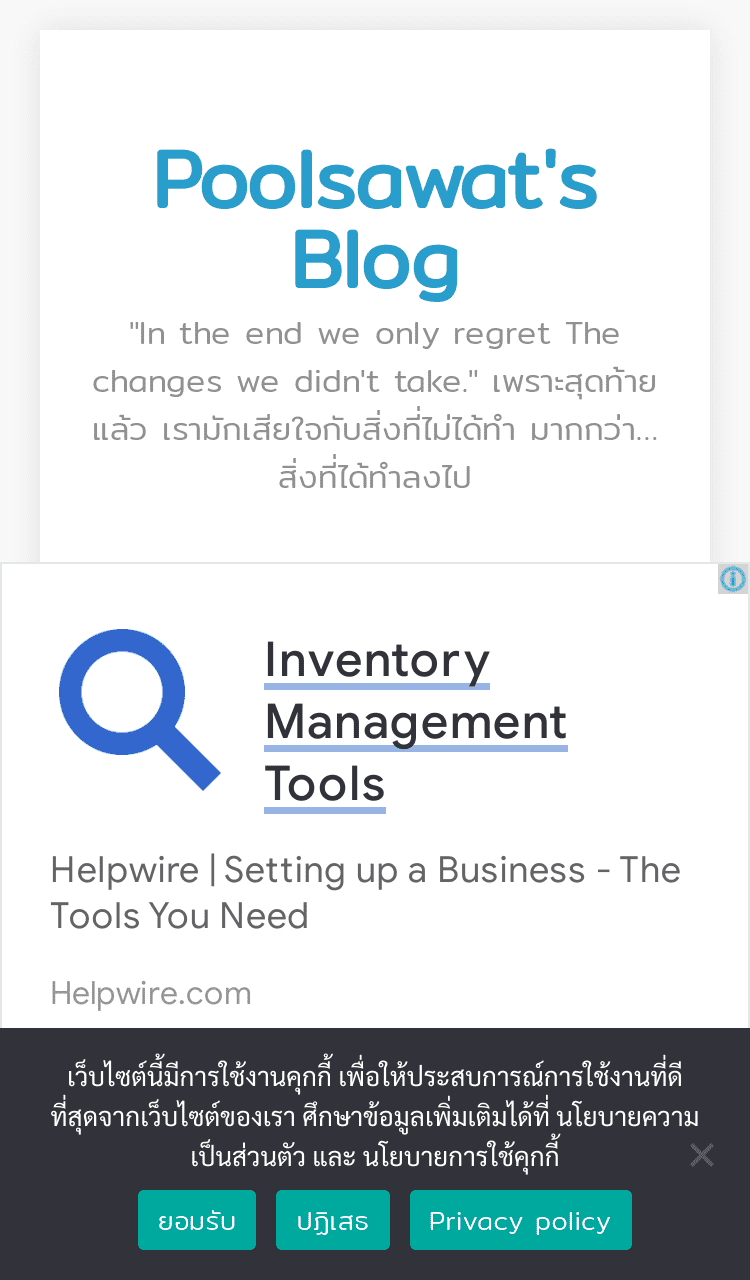 Poolsawat's
Blog
"In the end we only regret The
changes we didn't take." เพราะสุดท้าย
แล้ว เรามักเสียใจกับสิ่งที่ไม่ได้ทำ มากกว่า...
สิ่งที่ได้ทำลงไป
Inventory
Management
Tools
Helpwire | Setting up a Business - The
Tools You Need
Helpwire.com
เว็บไซต์นี้มีการใช้งานคุกกี้ เพื่อให้ประสบการณ์การใช้งานที่ดี
ที่สุดจากเว็บไซต์ของเรา ศึกษาข้อมูลเพิ่มเติมได้ที่ นโยบายความ
เป็นส่วนตัว และ นโยบายการใช้คุกกี้
ยอมรับ ปฏิเสธ Privacy policy